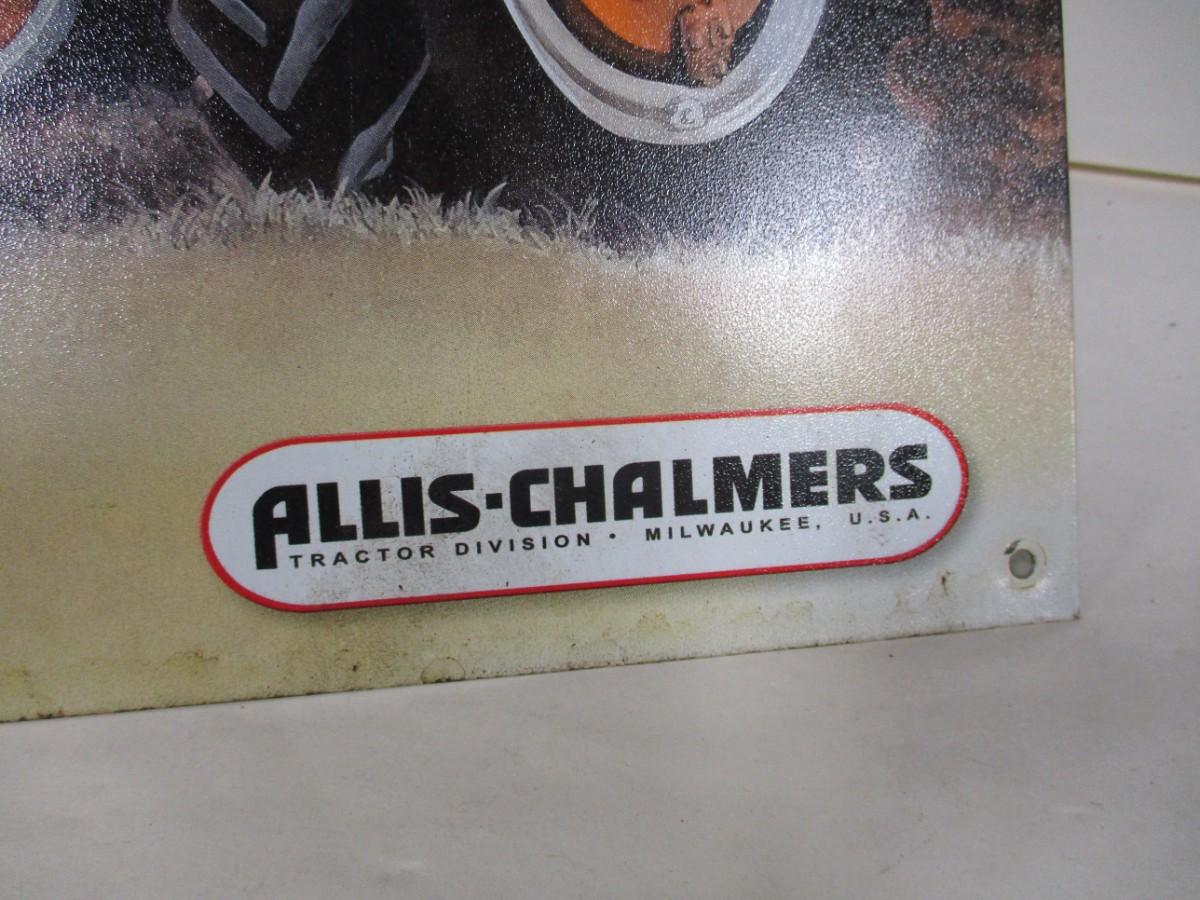 ALLIS-CHALMERS
TRACTOR DIVISION • MILWAUKEE, U.S.A.